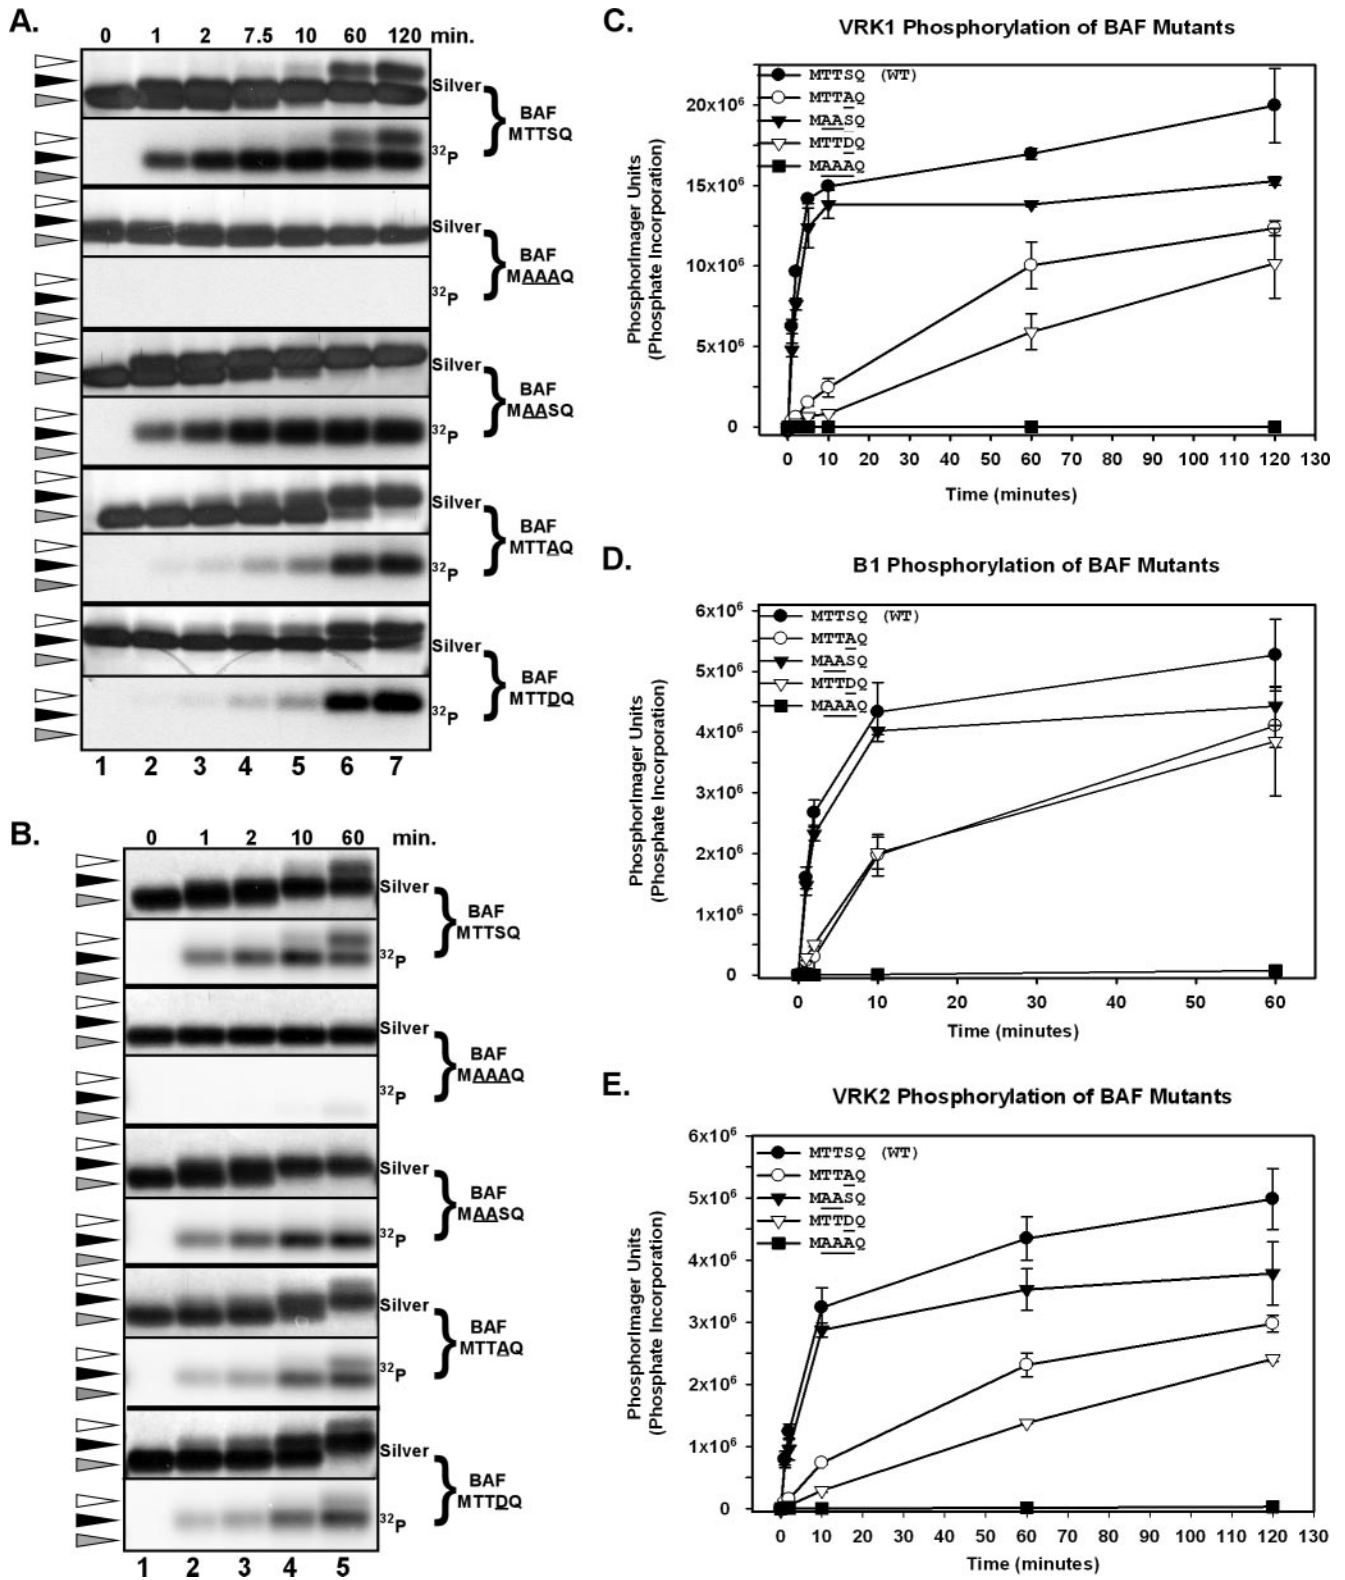 A.
0 1 2 7.5 10 60 120 min.
Silver
32P
BAF
MTTSQ
Silver
32P
BAF
MAAAQ
Silver
32P
BAF
MAASQ
Silver
32P
BAF
MTTAQ
Silver
32P
BAF
MTTDQ
1 2 3 4 5 6 7
B.
0 1 2 10 60 min.
Silver
32P
BAF
MTTSQ
Silver
32P
BAF
MAAAQ
Silver
32P
BAF
MAASQ
Silver
32P
BAF
MTTAQ
Silver
32P
BAF
MTTDQ
1 2 3 4 5
C.
VRK1 Phosphorylation of BAF Mutants
MTTSQ (WT)
MTTAQ
MAASQ
MTTDQ
MAAAQ
20x10⁶
15x10⁶
10x10⁶
5x10⁶
0
PhosphorImager Units
(Phosphate Incorporation)
0 10 20 30 40 50 60 70 80 90 100 110 120 130
Time (minutes)
D.
B1 Phosphorylation of BAF Mutants
MTTSQ (WT)
MTTAQ
MAASQ
MTTDQ
MAAAQ
6x10⁶
5x10⁶
4x10⁶
3x10⁶
2x10⁶
1x10⁶
0
PhosphorImager Units
(Phosphate Incorporation)
0 10 20 30 40 50 60
Time (minutes)
E.
VRK2 Phosphorylation of BAF Mutants
MTTSQ (WT)
MTTAQ
MAASQ
MTTDQ
MAAAQ
6x10⁶
5x10⁶
4x10⁶
3x10⁶
2x10⁶
1x10⁶
0
PhosphorImager Units
(Phosphate Incorporation)
0 10 20 30 40 50 60 70 80 90 100 110 120 130
Time (minutes)